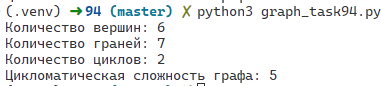 (.venv) ➜94 (master) ✗ python3 graph_task94.py
Количество вершин: 6
Количество граней: 7
Количество циклов: 2
Цикломатическая сложность графа: 5